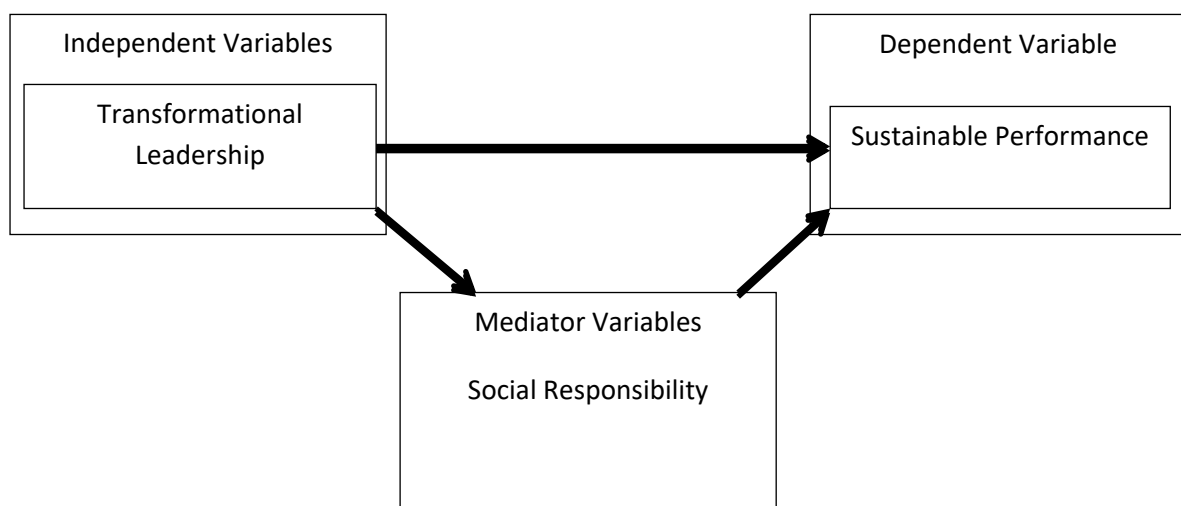 Independent Variables
Transformational
Leadership
Dependent Variable
Sustainable Performance
Mediator Variables
Social Responsibility